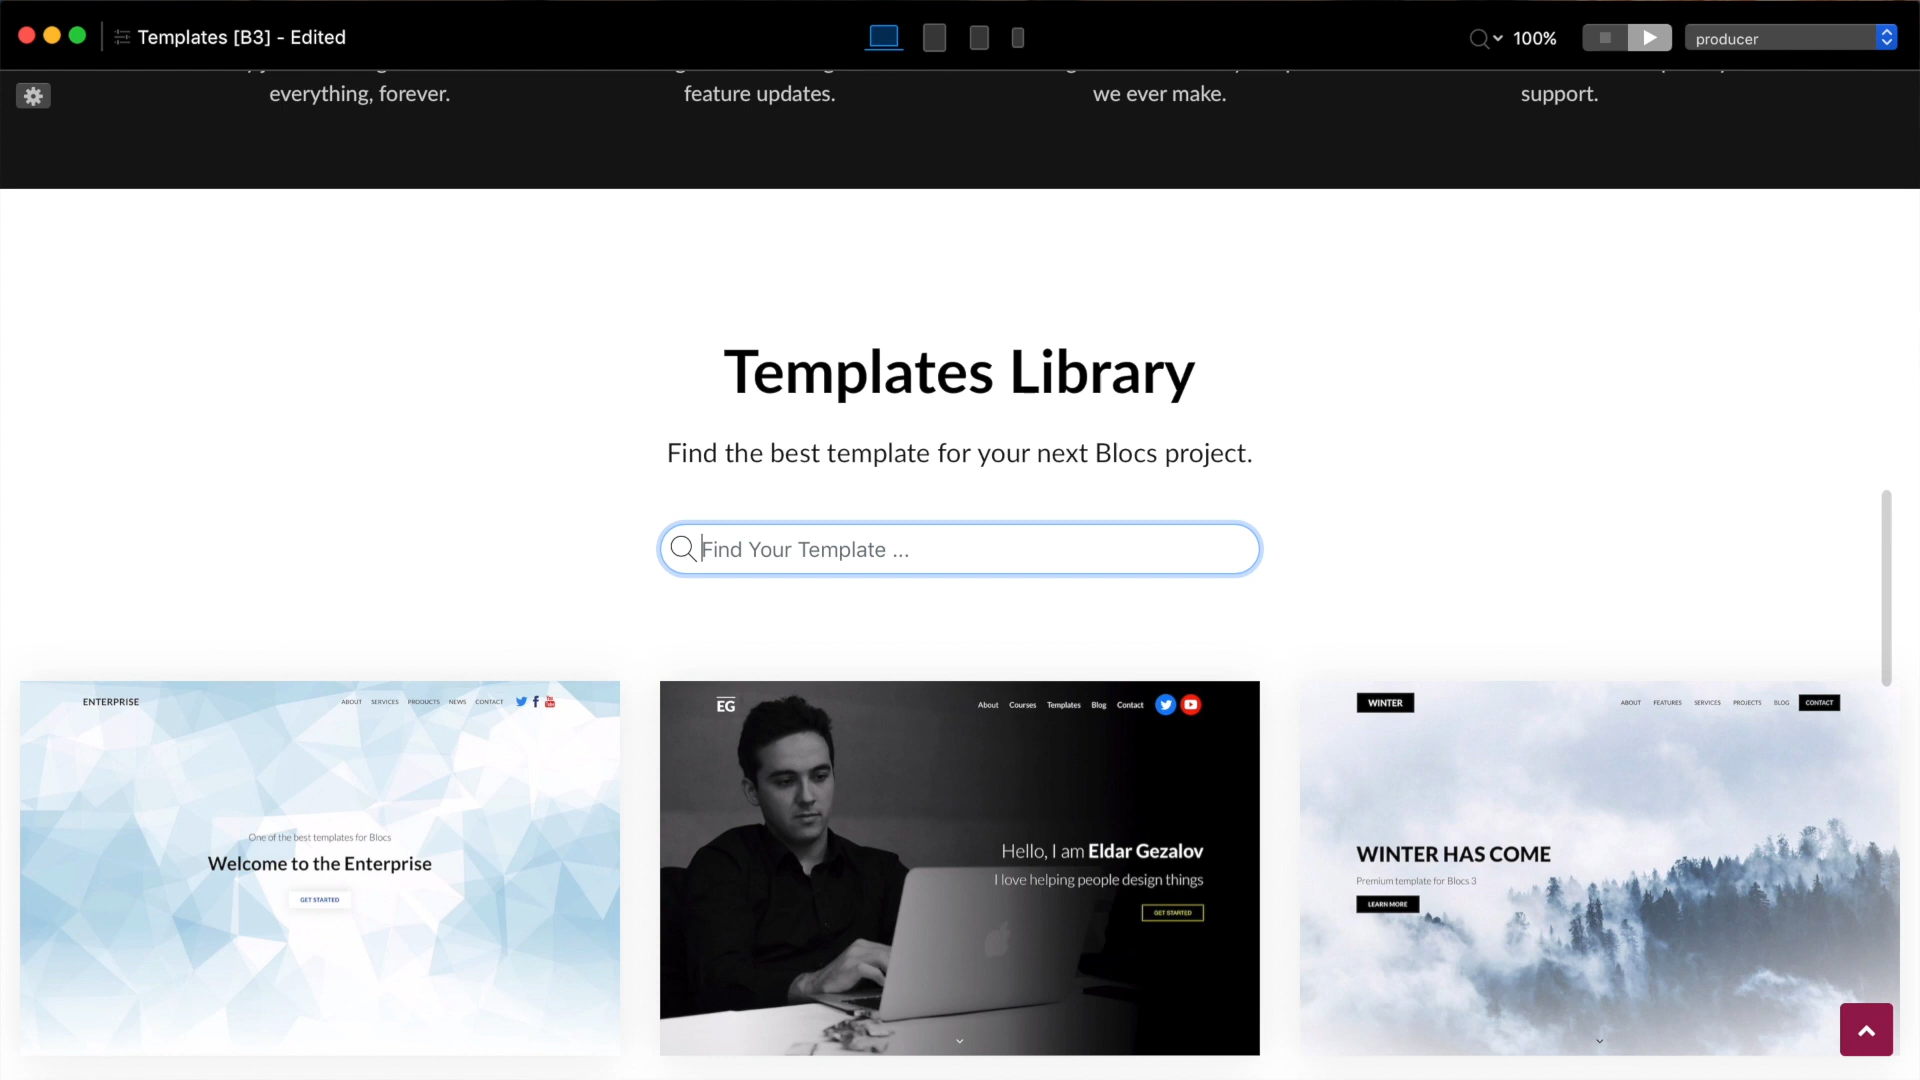 Templates [B3] - Edited
100%
producer
everything, forever.
feature updates.
we ever make.
support.
Templates Library
Find the best template for your next Blocs project.
Find Your Template ...
ENTERPRISE
ABOUT SERVICES PRODUCTS NEWS CONTACT
One of the best templates for Blocs
Welcome to the Enterprise
GET STARTED
EG
About Courses Templates Blog Contact
Hello, I am Eldar Gezalov
I love helping people design things
GET STARTED
WINTER
ABOUT FEATURES SERVICES PROJECTS BLOG CONTACT
WINTER HAS COME
Premium template for Blocs 3
LEARN MORE